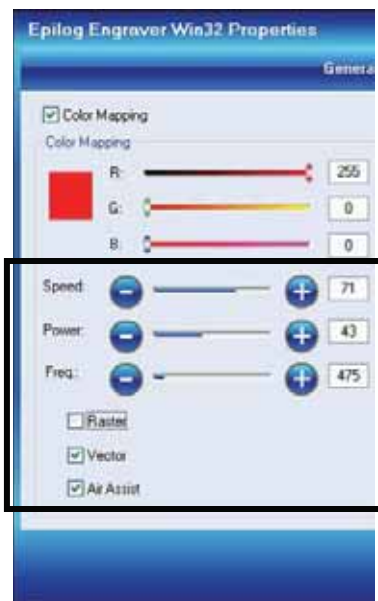 Epilog Engraver Win32 Properties
General
Color Mapping
Color Mapping
R: 255
G: 0
B: 0
Speed: 71
Power: 43
Freq.: 475
Raster
Vector
Air Assist